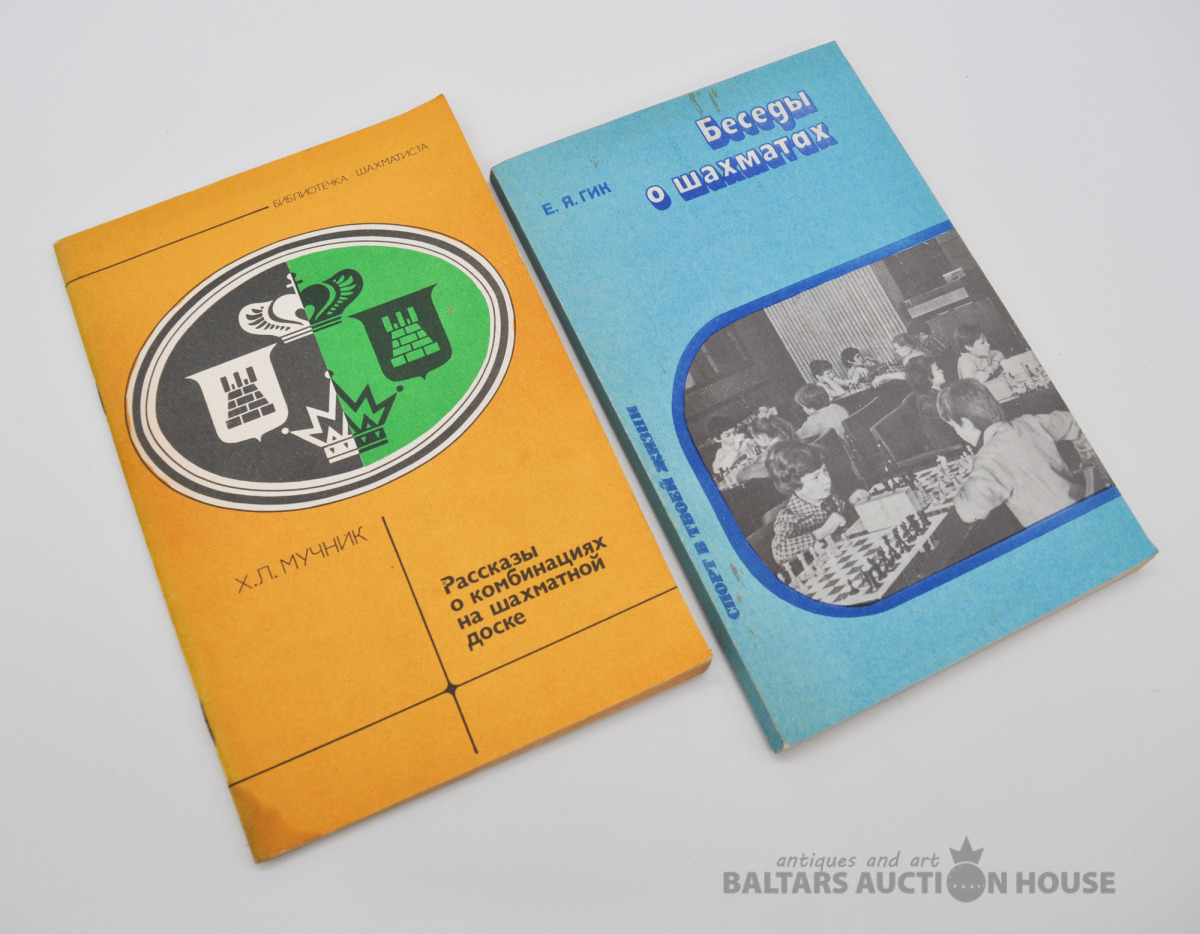 БИБЛИОТЕЧКА ШАХМАТИСТА
Х.Л. МУЧНИК
Рассказы
о комбинациях
на шахматной
доске
Беседы
о шахматах
Е. Я. ГИК
СПОРТ В ТВОЕЙ ЖИЗНИ
antiques and art
BALTARS AUCTION HOUSE